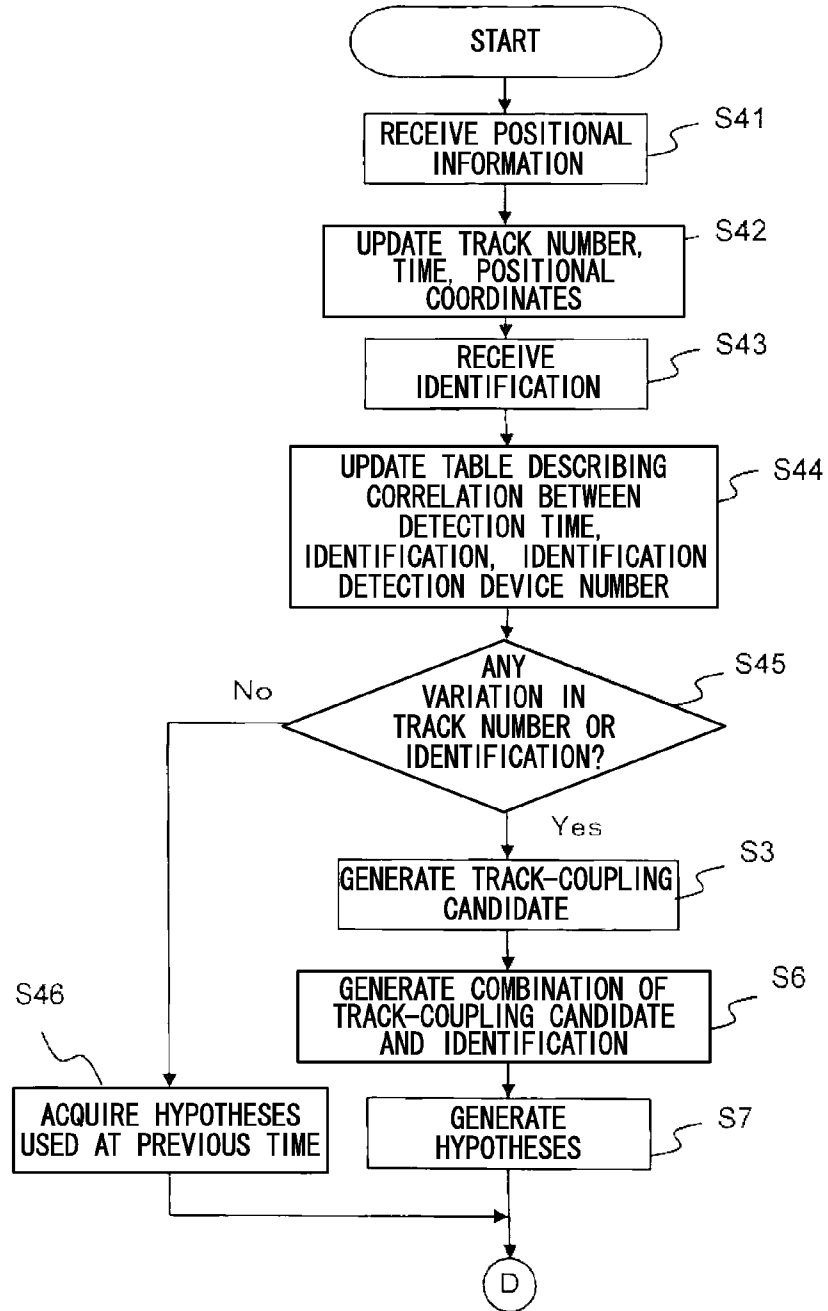 START
RECEIVE POSITIONAL
INFORMATION
S41
UPDATE TRACK NUMBER,
TIME, POSITIONAL
COORDINATES
S42
RECEIVE
IDENTIFICATION
S43
UPDATE TABLE DESCRIBING
CORRELATION BETWEEN
DETECTION TIME,
IDENTIFICATION, IDENTIFICATION
DETECTION DEVICE NUMBER
S44
ANY
VARIATION IN
TRACK NUMBER OR
IDENTIFICATION?
S45
No
Yes
GENERATE TRACK-COUPLING
CANDIDATE
S3
GENERATE COMBINATION OF
TRACK-COUPLING CANDIDATE
AND IDENTIFICATION
S6
S46
ACQUIRE HYPOTHESES
USED AT PREVIOUS TIME
GENERATE
HYPOTHESES
S7
D